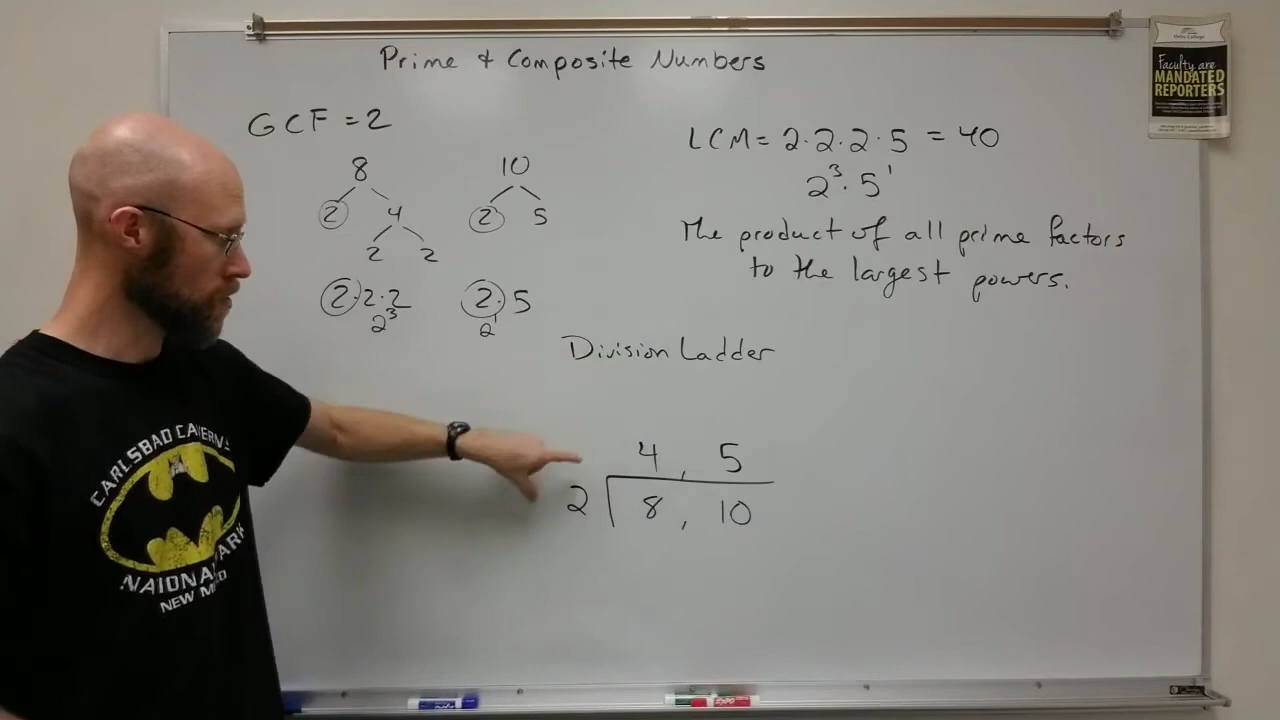 Prime & Composite Numbers
GCF = 2
8
2 4
2 2
2·2·2
2³
10
2 5
2·5
2¹
LCM = 2·2·2·5 = 40
2³·5¹
The product of all prime factors
to the largest powers.
Division Ladder
4, 5
2 8, 10
Faculty are
MANDATED
REPORTERS
CARLSBAD CAVERNS
NATIONAL PARK
NEW
EXPO